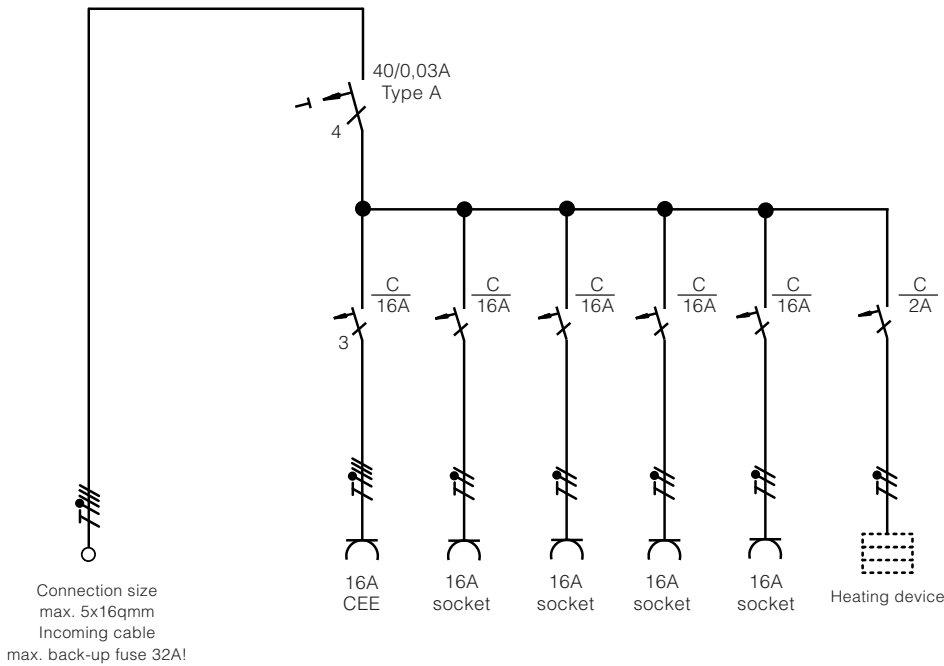 40/0,03A
Type A
4
C
16A
C
16A
C
16A
C
16A
C
16A
C
2A
3
16A
CEE
16A
socket
16A
socket
16A
socket
16A
socket
Heating device
Connection size
max. 5x16qmm
Incoming cable
max. back-up fuse 32A!